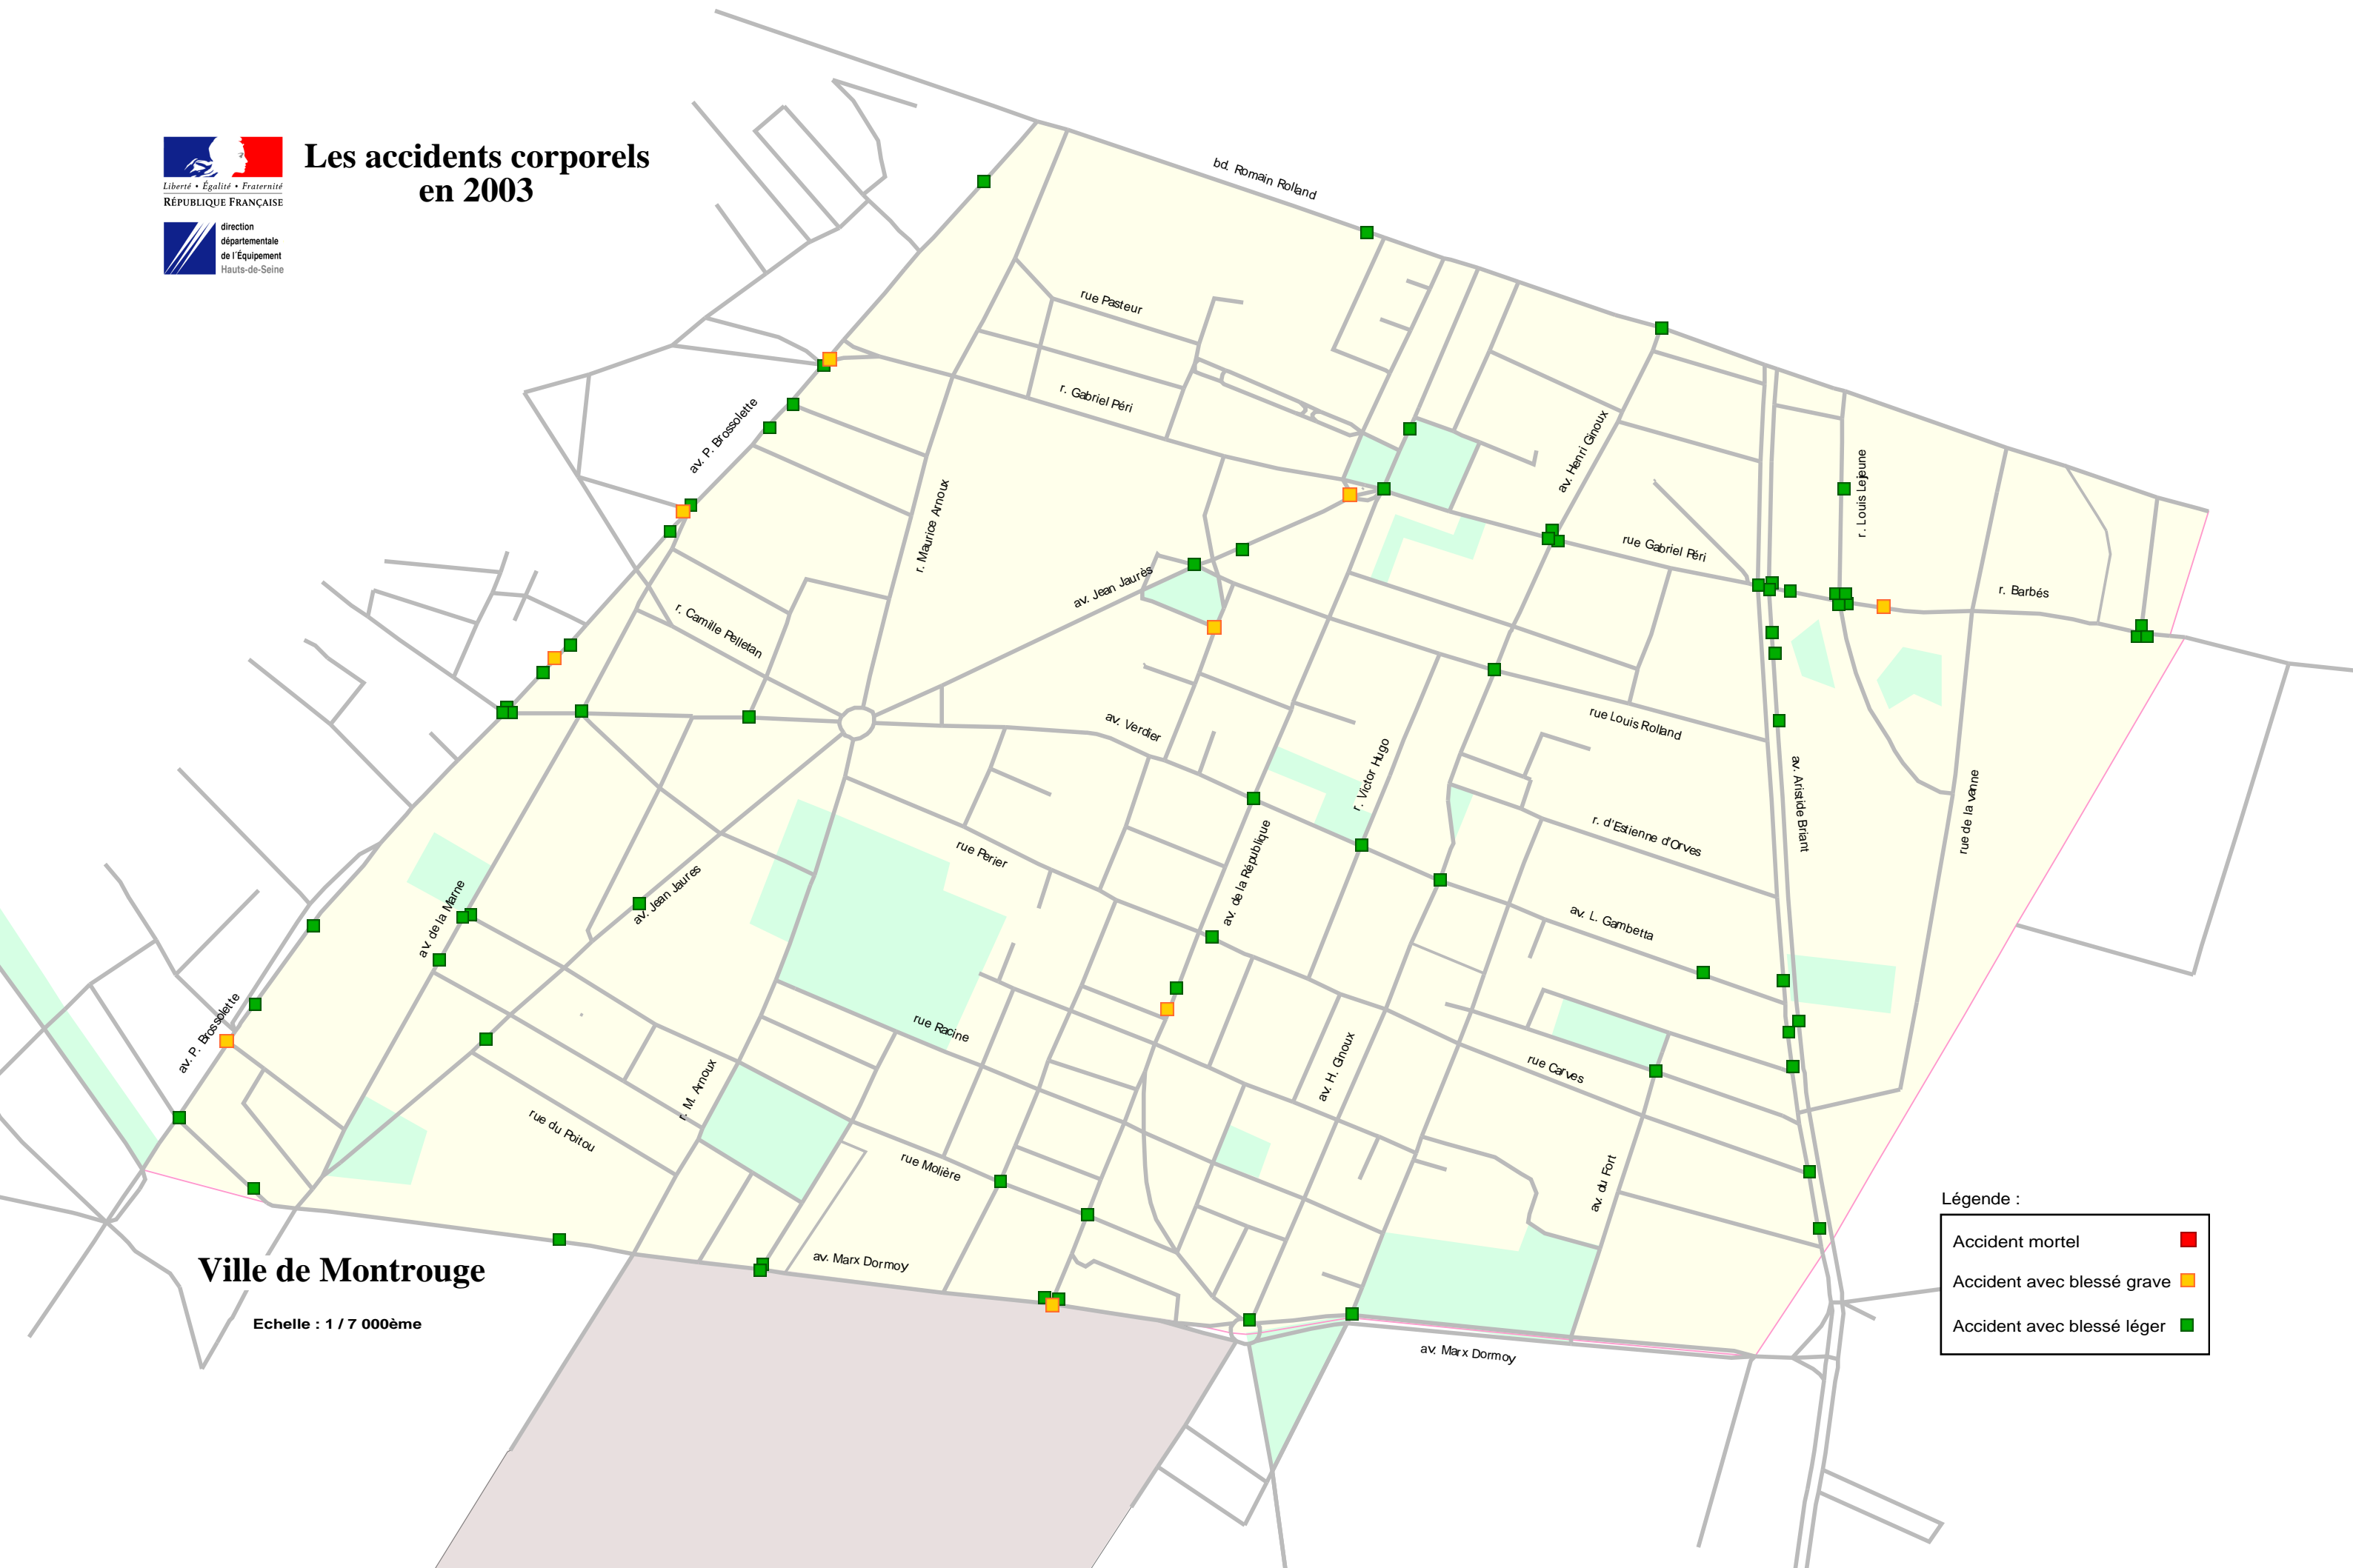 Liberté • Égalité • Fraternité
RÉPUBLIQUE FRANÇAISE
direction
départementale
de l'Équipement
Hauts-de-Seine
Les accidents corporels
en 2003
bd. Romain Rolland
rue Pasteur
r. Gabriel Péri
av. P. Brossolette
r. Maurice Arnoux
av. Henri Ginoux
r. Louis Lejeune
rue Gabriel Péri
r. Barbés
av. Jean Jaurès
r. Camille Pelletan
av. Verdier
rue Louis Rolland
r. Victor Hugo
av. Aristide Briant
rue de la vanne
r. d'Estienne d'Orves
rue Perier
av. de la République
av. Jean Jaures
av. de la Marne
av. L. Gambetta
av. P. Brossolette
rue Racine
av. H. Ginoux
rue Carves
r. M. Arnoux
rue du Poitou
rue Molière
av. du Fort
av. Marx Dormoy
av. Marx Dormoy
Ville de Montrouge
Echelle : 1 / 7 000ème
Légende :
Accident mortel
Accident avec blessé grave
Accident avec blessé léger